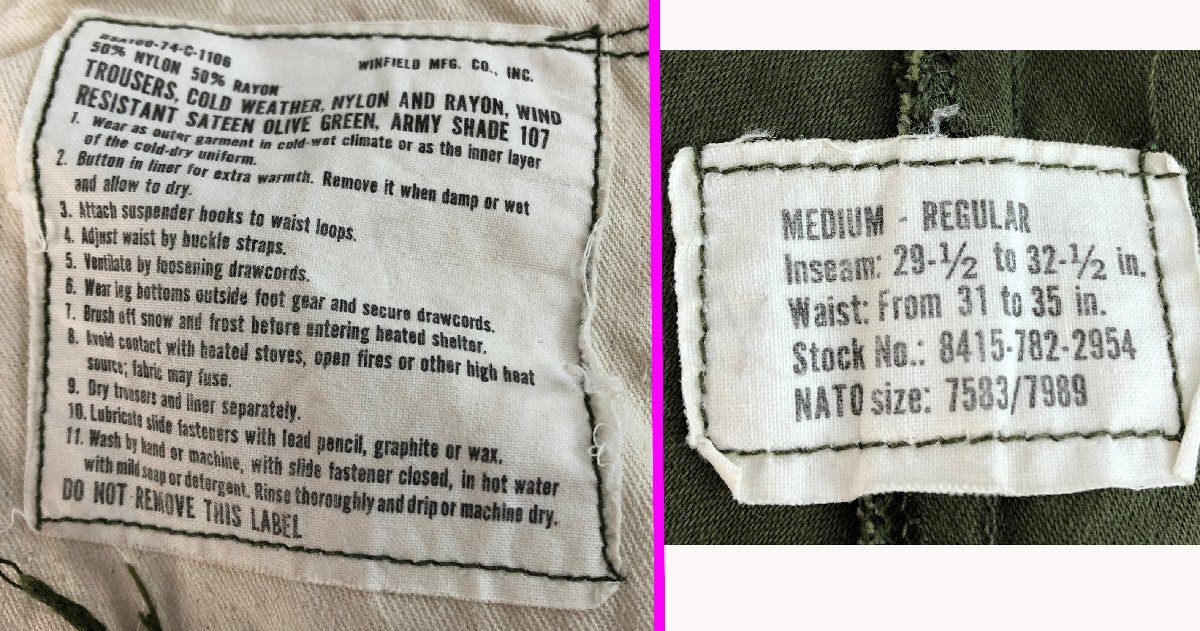 DSA100-74-C-1106
50% NYLON 50% RAYON
WINFIELD MFG. CO., INC.
TROUSERS, COLD WEATHER, NYLON AND RAYON, WIND
RESISTANT SATEEN OLIVE GREEN, ARMY SHADE 107
1. Wear as outer garment in cold-wet climate or as the inner layer
of the cold-dry uniform.
2. Button in liner for extra warmth. Remove it when damp or wet
and allow to dry.
3. Attach suspender hooks to waist loops.
4. Adjust waist by buckle straps.
5. Ventilate by loosening drawcords.
6. Wear leg bottoms outside foot gear and secure drawcords.
7. Brush off snow and frost before entering heated shelter.
8. Avoid contact with heated stoves, open fires or other high heat
source; fabric may fuse.
9. Dry trousers and liner separately.
10. Lubricate slide fasteners with lead pencil, graphite or wax.
11. Wash by hand or machine, with slide fastener closed, in hot water
with mild soap or detergent. Rinse thoroughly and drip or machine dry.
DO NOT REMOVE THIS LABEL
MEDIUM - REGULAR
Inseam: 29-½ to 32-½ in.
Waist: From 31 to 35 in.
Stock No.: 8415-782-2954
NATO size: 7583/7989